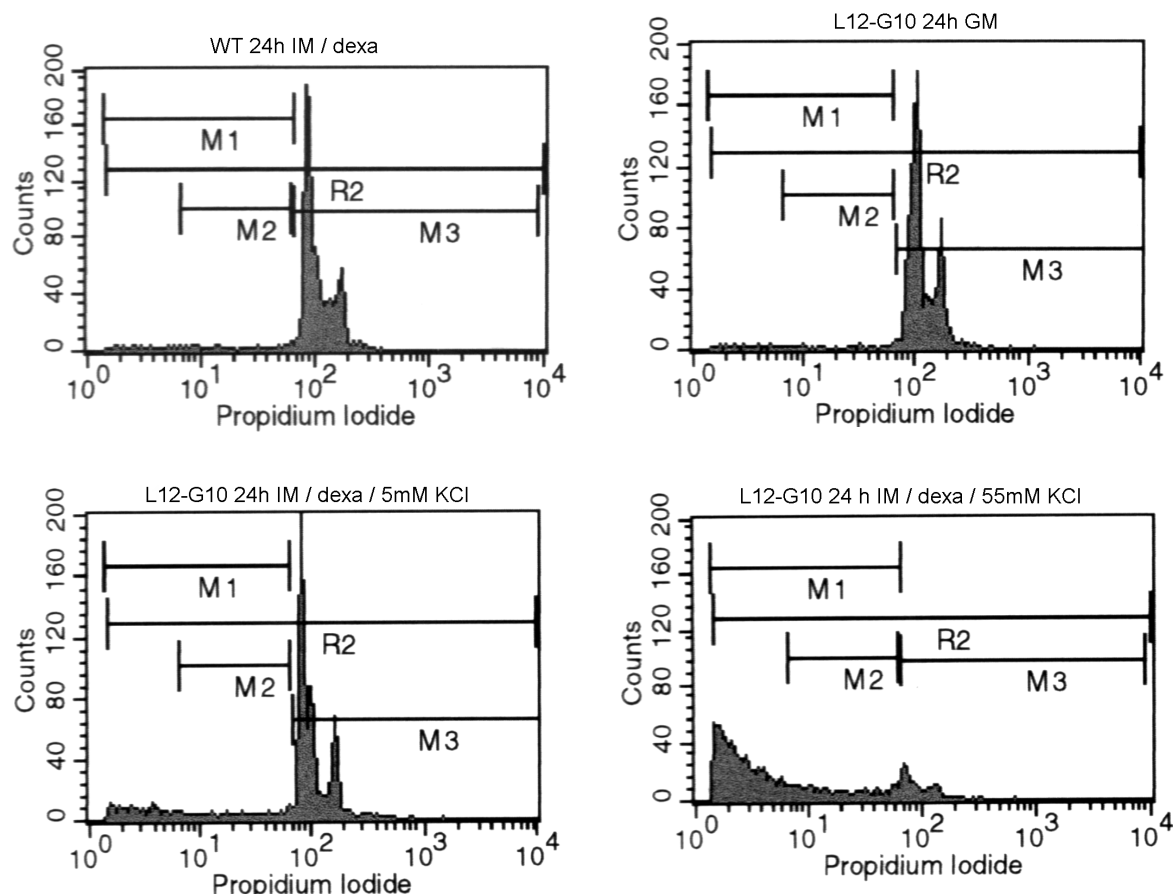 WT 24h IM / dexa
200
160
120
80
40
0
Counts
M1
R2
M2
M3
10^0 10^1 10^2 10^3 10^4
Propidium Iodide
L12-G10 24h GM
200
160
120
80
40
0
Counts
M1
R2
M2
M3
10^0 10^1 10^2 10^3 10^4
Propidium Iodide
L12-G10 24h IM / dexa / 5mM KCl
200
160
120
80
40
0
Counts
M1
R2
M2
M3
10^0 10^1 10^2 10^3 10^4
Propidium Iodide
L12-G10 24 h IM / dexa / 55mM KCl
200
160
120
80
40
0
Counts
M1
R2
M2
M3
10^0 10^1 10^2 10^3 10^4
Propidium Iodide